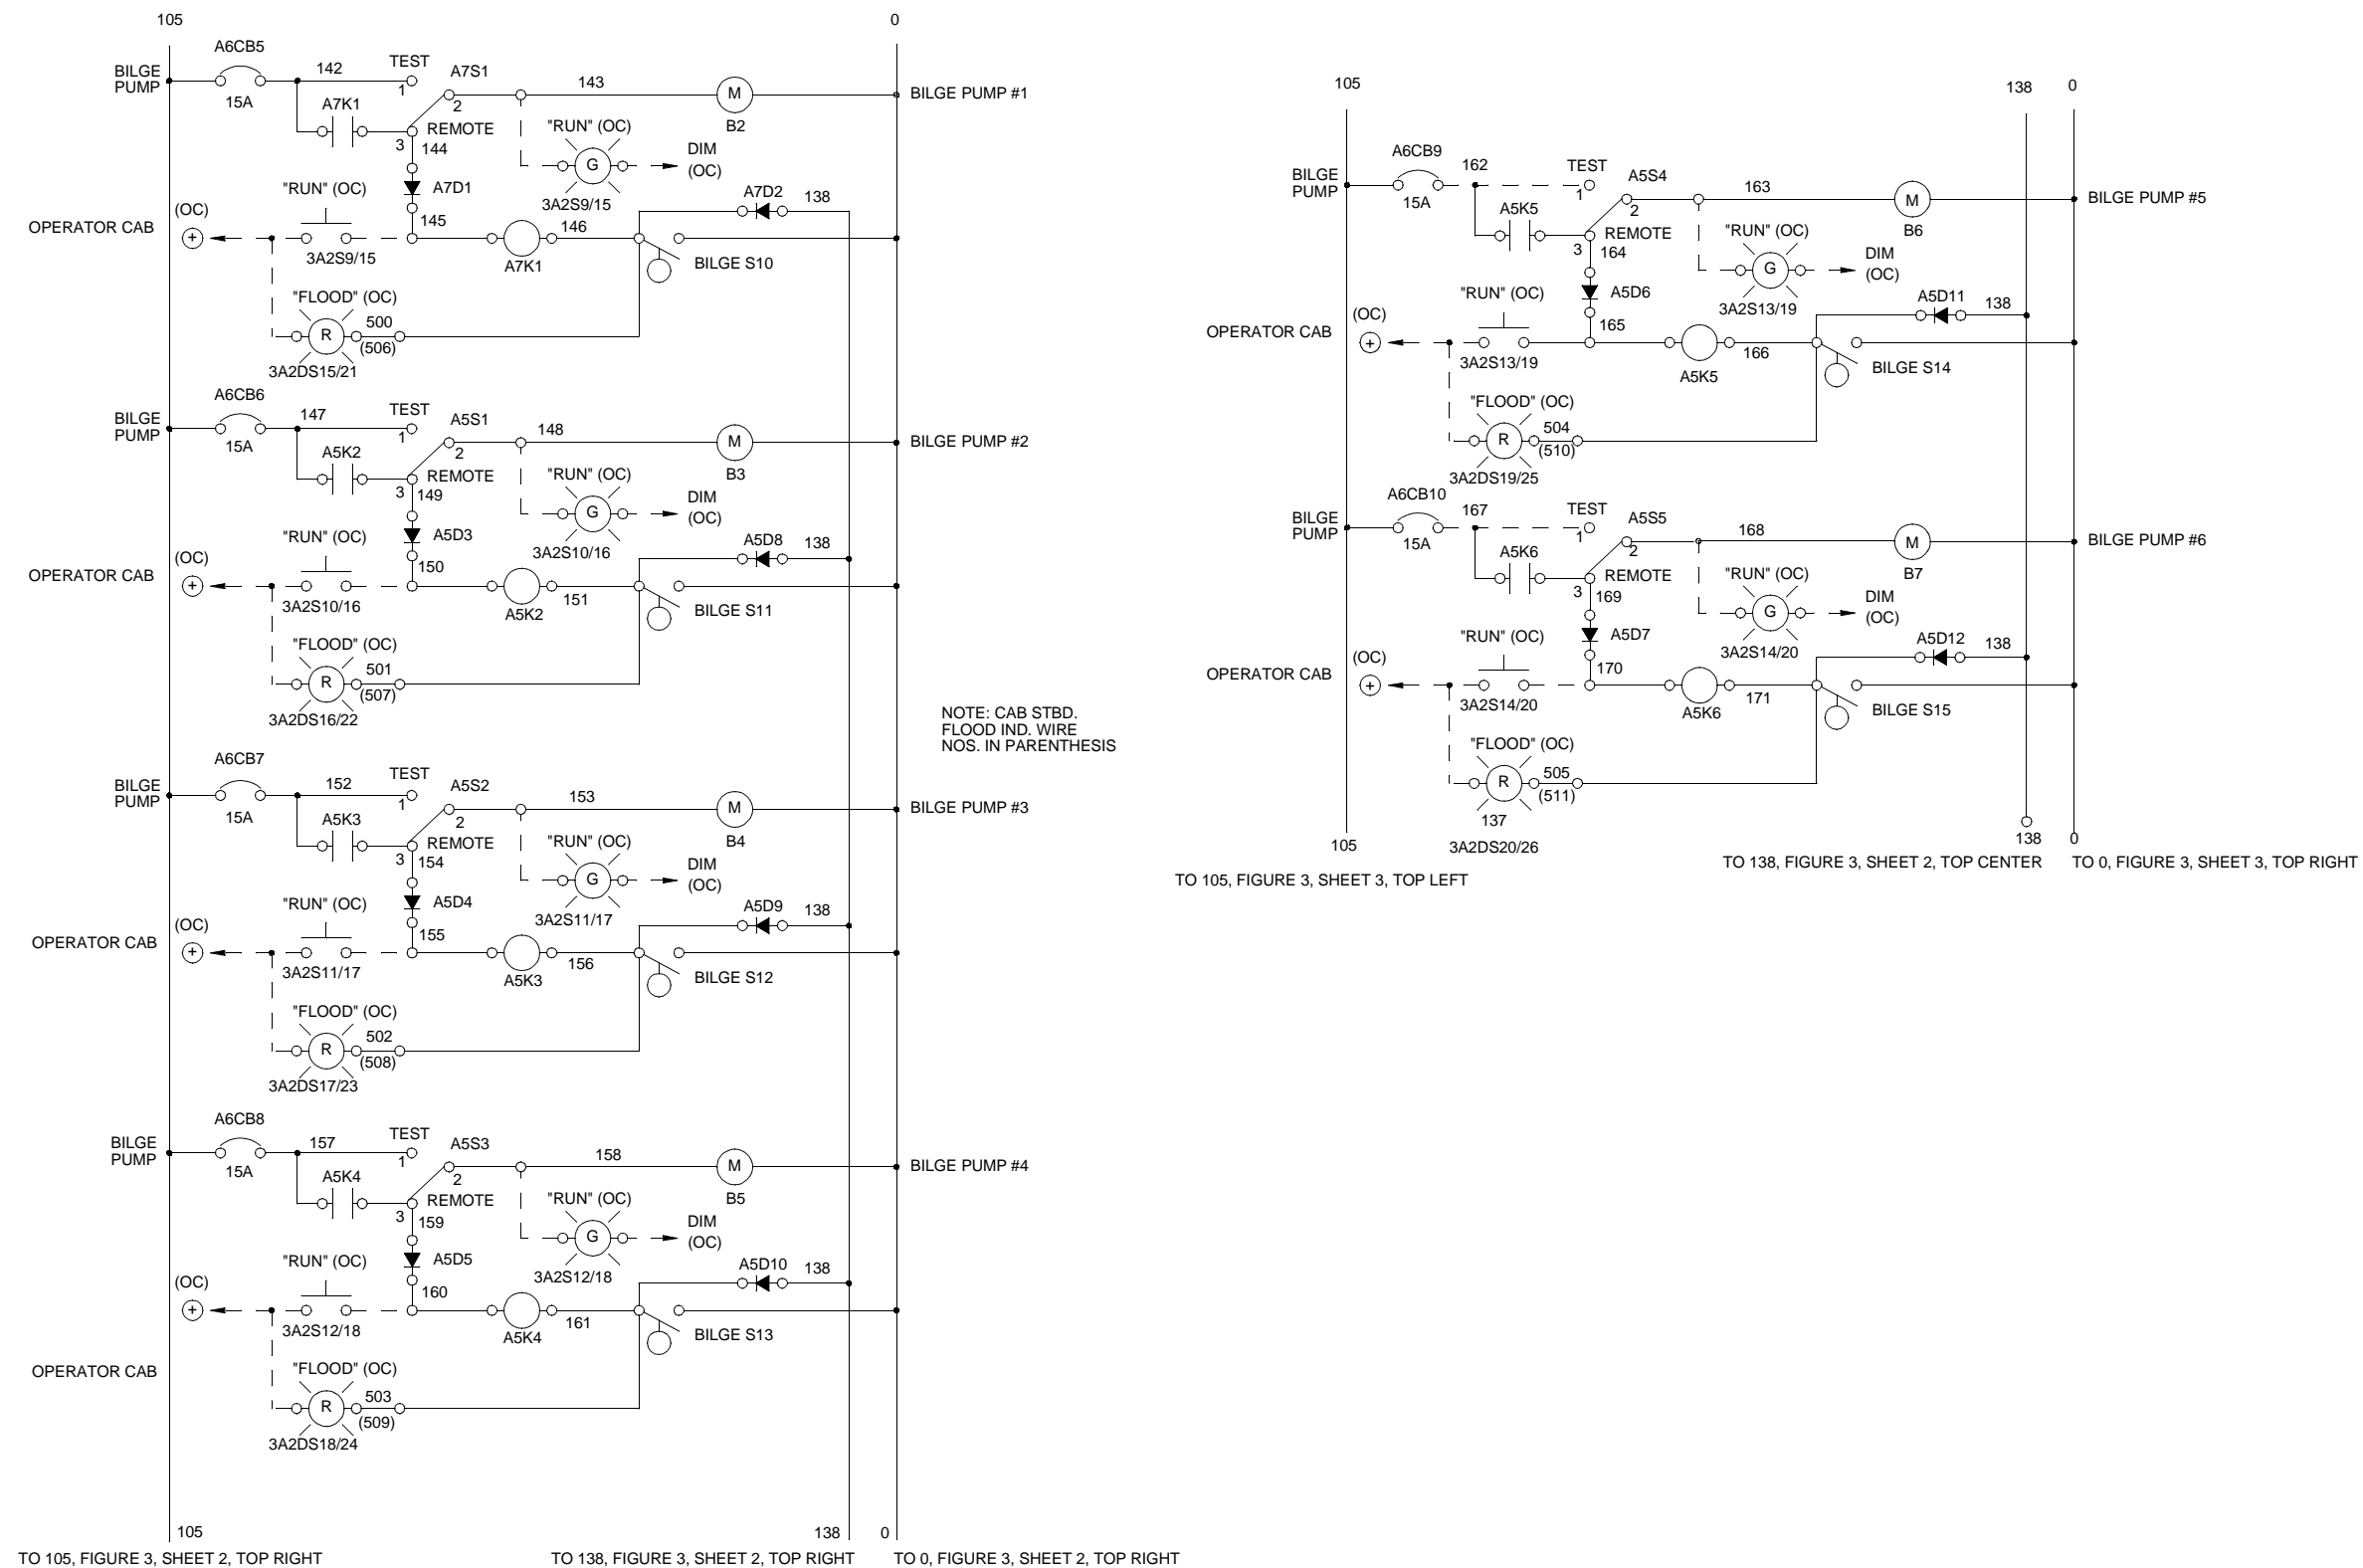 105
0
A6CB5
BILGE
PUMP
15A
142
TEST
1
A7S1
2
143
M
B2
BILGE PUMP #1
A7K1
REMOTE
3
144
"RUN" (OC)
G
DIM
(OC)
3A2S9/15
A7D1
A7D2
138
"RUN" (OC)
(OC)
OPERATOR CAB
+
145
3A2S9/15
A7K1
146
BILGE S10
"FLOOD" (OC)
R
500
(506)
3A2DS15/21
A6CB6
BILGE
PUMP
15A
147
TEST
1
A5S1
2
148
M
B3
BILGE PUMP #2
A5K2
REMOTE
3
149
"RUN" (OC)
G
DIM
(OC)
3A2S10/16
A5D3
A5D8
138
"RUN" (OC)
(OC)
OPERATOR CAB
+
150
3A2S10/16
A5K2
151
BILGE S11
"FLOOD" (OC)
R
501
(507)
3A2DS16/22
NOTE: CAB STBD.
FLOOD IND. WIRE
NOS. IN PARENTHESIS
A6CB7
BILGE
PUMP
15A
152
TEST
1
A5S2
2
153
M
B4
BILGE PUMP #3
A5K3
REMOTE
3
154
"RUN" (OC)
G
DIM
(OC)
3A2S11/17
A5D4
A5D9
138
"RUN" (OC)
(OC)
OPERATOR CAB
+
155
3A2S11/17
A5K3
156
BILGE S12
"FLOOD" (OC)
R
502
(508)
3A2DS17/23
A6CB8
BILGE
PUMP
15A
157
TEST
1
A5S3
2
158
M
B5
BILGE PUMP #4
A5K4
REMOTE
3
159
"RUN" (OC)
G
DIM
(OC)
3A2S12/18
A5D5
A5D10
138
"RUN" (OC)
(OC)
+
160
3A2S12/18
A5K4
161
BILGE S13
OPERATOR CAB
"FLOOD" (OC)
R
503
(509)
3A2DS18/24
105
138
0
TO 105, FIGURE 3, SHEET 2, TOP RIGHT
TO 138, FIGURE 3, SHEET 2, TOP RIGHT
TO 0, FIGURE 3, SHEET 2, TOP RIGHT
105
138
0
A6CB9
BILGE
PUMP
15A
162
TEST
1
A5S4
2
163
M
B6
BILGE PUMP #5
A5K5
REMOTE
3
164
"RUN" (OC)
G
DIM
(OC)
3A2S13/19
A5D6
A5D11
138
"RUN" (OC)
(OC)
OPERATOR CAB
+
165
3A2S13/19
A5K5
166
BILGE S14
"FLOOD" (OC)
R
504
(510)
3A2DS19/25
A6CB10
BILGE
PUMP
15A
167
TEST
1
A5S5
2
168
M
B7
BILGE PUMP #6
A5K6
REMOTE
3
169
"RUN" (OC)
G
DIM
(OC)
3A2S14/20
A5D7
A5D12
138
"RUN" (OC)
(OC)
OPERATOR CAB
+
170
3A2S14/20
A5K6
171
BILGE S15
"FLOOD" (OC)
R
505
(511)
137
3A2DS20/26
105
138
0
TO 105, FIGURE 3, SHEET 3, TOP LEFT
TO 138, FIGURE 3, SHEET 2, TOP CENTER
TO 0, FIGURE 3, SHEET 3, TOP RIGHT